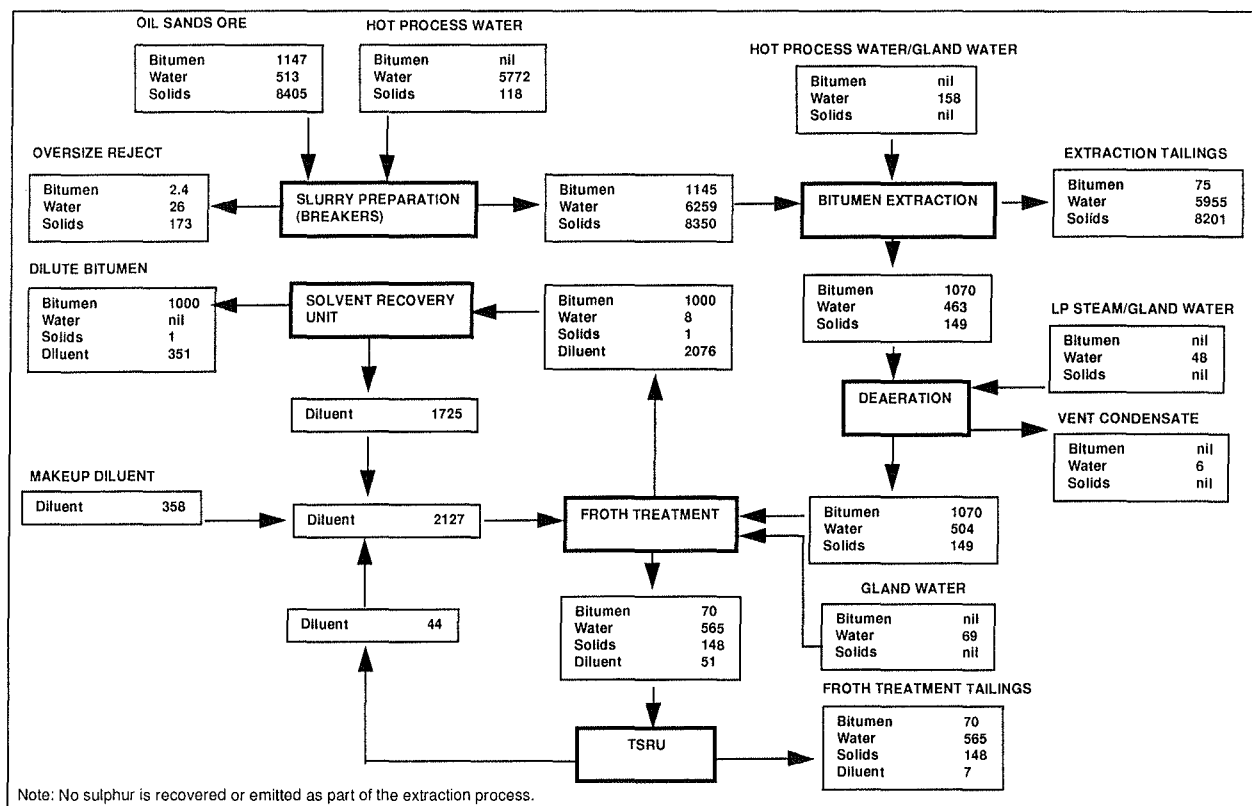 OIL SANDS ORE
Bitumen 1147
Water 513
Solids 8405
HOT PROCESS WATER
Bitumen nil
Water 5772
Solids 118
HOT PROCESS WATER/GLAND WATER
Bitumen nil
Water 158
Solids nil
OVERSIZE REJECT
Bitumen 2.4
Water 26
Solids 173
SLURRY PREPARATION
(BREAKERS)
Bitumen 1145
Water 6259
Solids 8350
BITUMEN EXTRACTION
EXTRACTION TAILINGS
Bitumen 75
Water 5955
Solids 8201
DILUTE BITUMEN
Bitumen 1000
Water nil
Solids 1
Diluent 351
SOLVENT RECOVERY
UNIT
Bitumen 1000
Water 8
Solids 1
Diluent 2076
Bitumen 1070
Water 463
Solids 149
LP STEAM/GLAND WATER
Bitumen nil
Water 48
Solids nil
DEAERATION
VENT CONDENSATE
Bitumen nil
Water 6
Solids nil
Diluent 1725
MAKEUP DILUENT
Diluent 358
Diluent 2127
FROTH TREATMENT
Bitumen 1070
Water 504
Solids 149
GLAND WATER
Bitumen nil
Water 69
Solids nil
Diluent 44
Bitumen 70
Water 565
Solids 148
Diluent 51
TSRU
FROTH TREATMENT TAILINGS
Bitumen 70
Water 565
Solids 148
Diluent 7
Note: No sulphur is recovered or emitted as part of the extraction process.